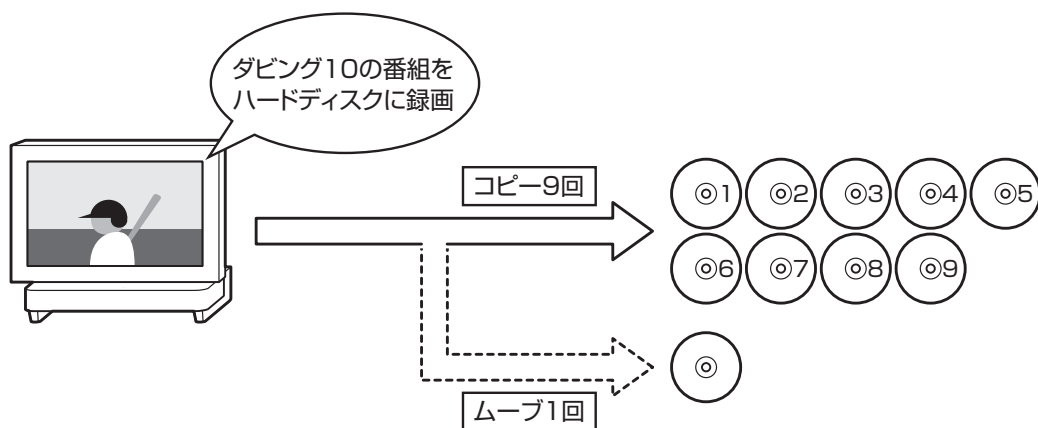 ダビング10の番組を
ハードディスクに録画
コピー9回
1 2 3 4 5
6 7 8 9
ムーブ1回